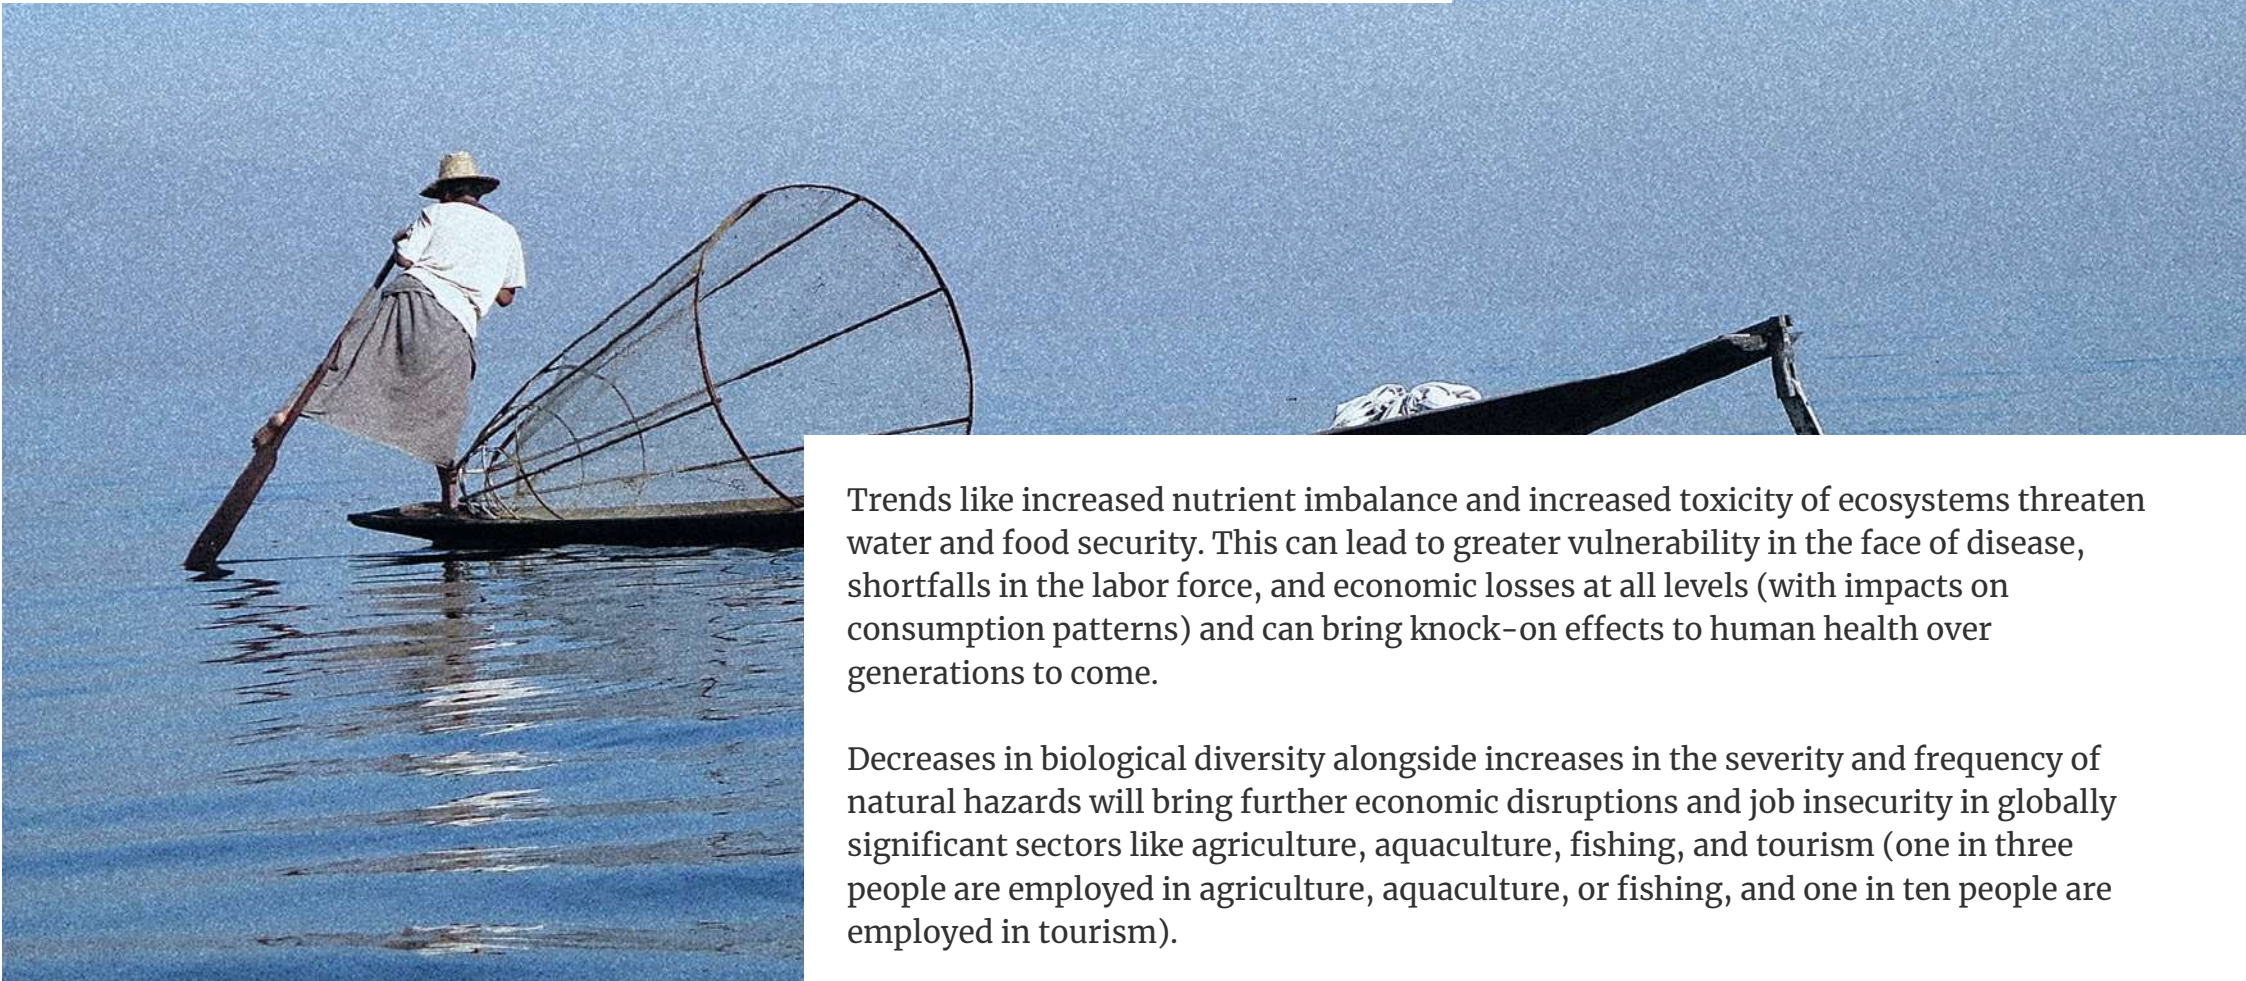 Trends like increased nutrient imbalance and increased toxicity of ecosystems threaten
water and food security. This can lead to greater vulnerability in the face of disease,
shortfalls in the labor force, and economic losses at all levels (with impacts on
consumption patterns) and can bring knock-on effects to human health over
generations to come.
Decreases in biological diversity alongside increases in the severity and frequency of
natural hazards will bring further economic disruptions and job insecurity in globally
significant sectors like agriculture, aquaculture, fishing, and tourism (one in three
people are employed in agriculture, aquaculture, or fishing, and one in ten people are
employed in tourism).